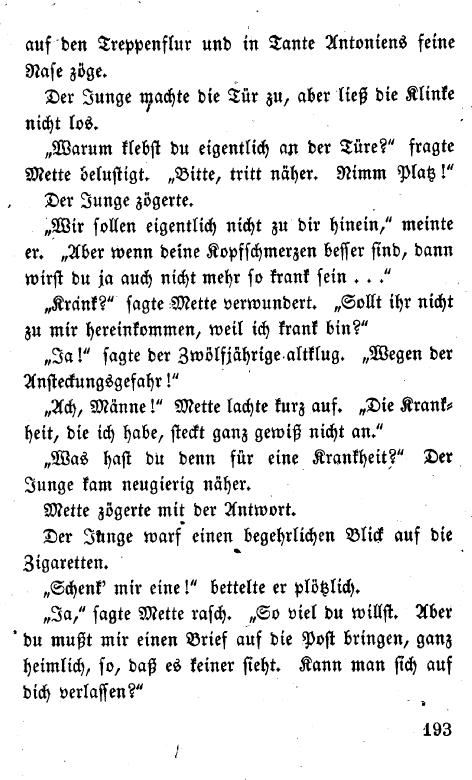 auf den Treppenflur und in Tante Antoniens feine
Nase zöge.
Der Junge machte die Tür zu, aber ließ die Klinke
nicht los.
„Warum klebst du eigentlich an der Türe?“ fragte
Mette belustigt. „Bitte, tritt näher. Nimm Platz!“
Der Junge zögerte.
„Wir sollen eigentlich nicht zu dir hinein,“ meinte
er. „Aber wenn deine Kopfschmerzen besser sind, dann
wirst du ja auch nicht mehr so krank sein . . .“
„Krank?“ sagte Mette verwundert. „Sollt ihr nicht
zu mir hereinkommen, weil ich krank bin?“
„Ja!“ sagte der Zwölfjährige altklug. „Wegen der
Ansteckungsgefahr!“
„Ach, Männe!“ Mette lachte kurz auf. „Die Krank-
heit, die ich habe, steckt ganz gewiß nicht an.“
„Was hast du denn für eine Krankheit?“ Der
Junge kam neugierig näher.
Mette zögerte mit der Antwort.
Der Junge warf einen begehrlichen Blick auf die
Zigaretten.
„Schenk’ mir eine!“ bettelte er plötzlich.
„Ja,“ sagte Mette rasch. „So viel du willst. Aber
du mußt mir einen Brief auf die Post bringen, ganz
heimlich, so, daß es keiner sieht. Kann man sich auf
dich verlassen?“
193